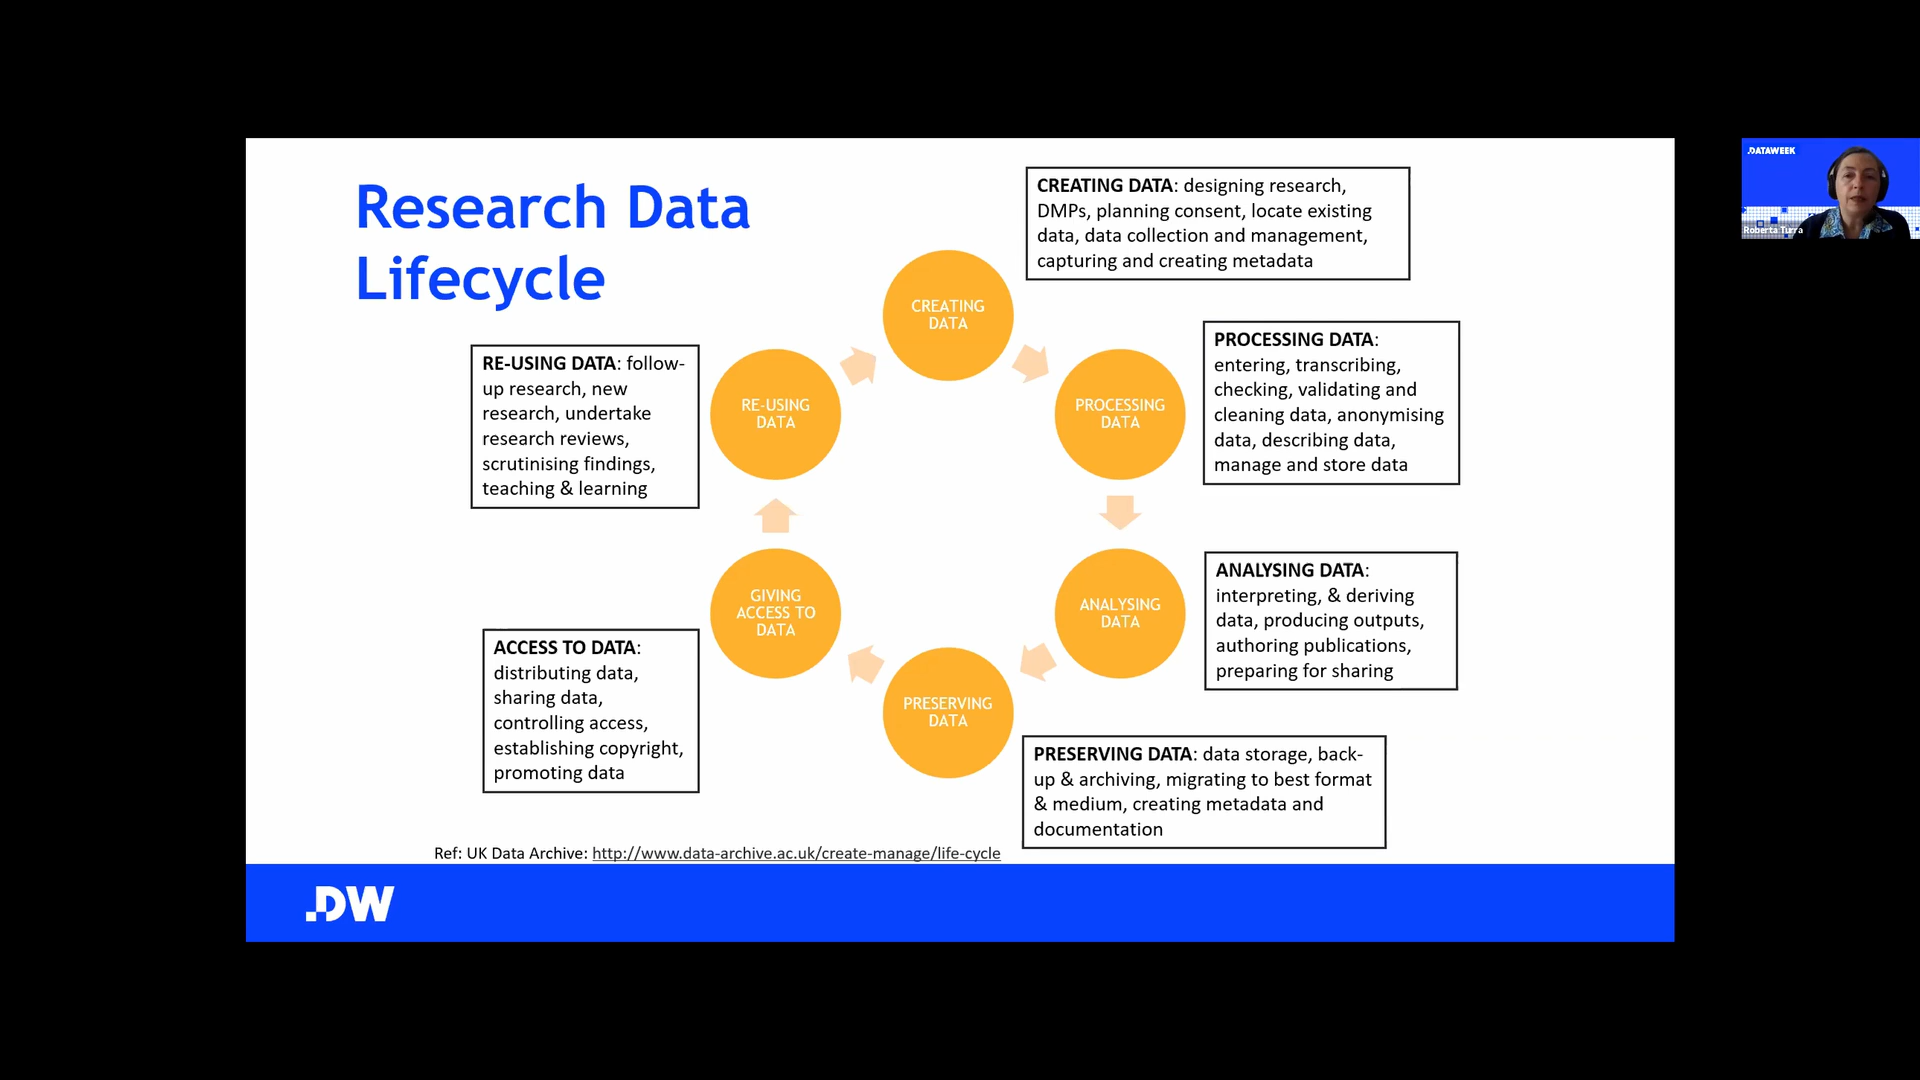 Research Data
Lifecycle
CREATING DATA: designing research,
DMPs, planning consent, locate existing
data, data collection and management,
capturing and creating metadata
CREATING
DATA
PROCESSING DATA:
entering, transcribing,
checking, validating and
cleaning data, anonymising
data, describing data,
manage and store data
PROCESSING
DATA
ANALYSING DATA:
interpreting, & deriving
data, producing outputs,
authoring publications,
preparing for sharing
ANALYSING
DATA
PRESERVING DATA: data storage, back-
up & archiving, migrating to best format
& medium, creating metadata and
documentation
PRESERVING
DATA
ACCESS TO DATA:
distributing data,
sharing data,
controlling access,
establishing copyright,
promoting data
GIVING
ACCESS TO
DATA
RE-USING DATA: follow-
up research, new
research, undertake
research reviews,
scrutinising findings,
teaching & learning
RE-USING
DATA
Ref: UK Data Archive: http://www.data-archive.ac.uk/create-manage/life-cycle
.DW
.DATAWEEK
Roberta Turra